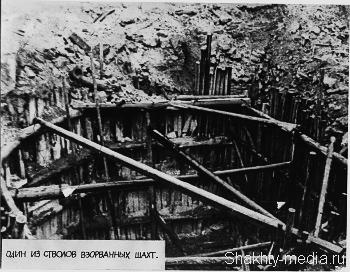 ОДИН ИЗ СТВОЛОВ ВЗОРВАННЫХ ШАХТ.
Shakhty-media.ru